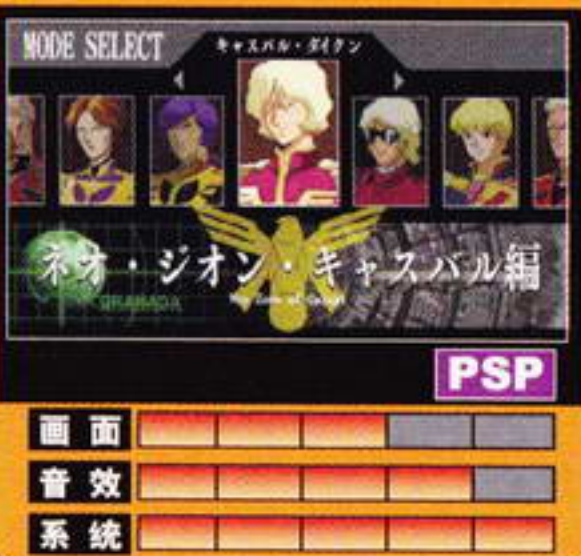 MODE SELECT
キャスバル・ダイクン
ネオ・ジオン・キャスバル編
GRANADA
PSP
画面
音效
系统